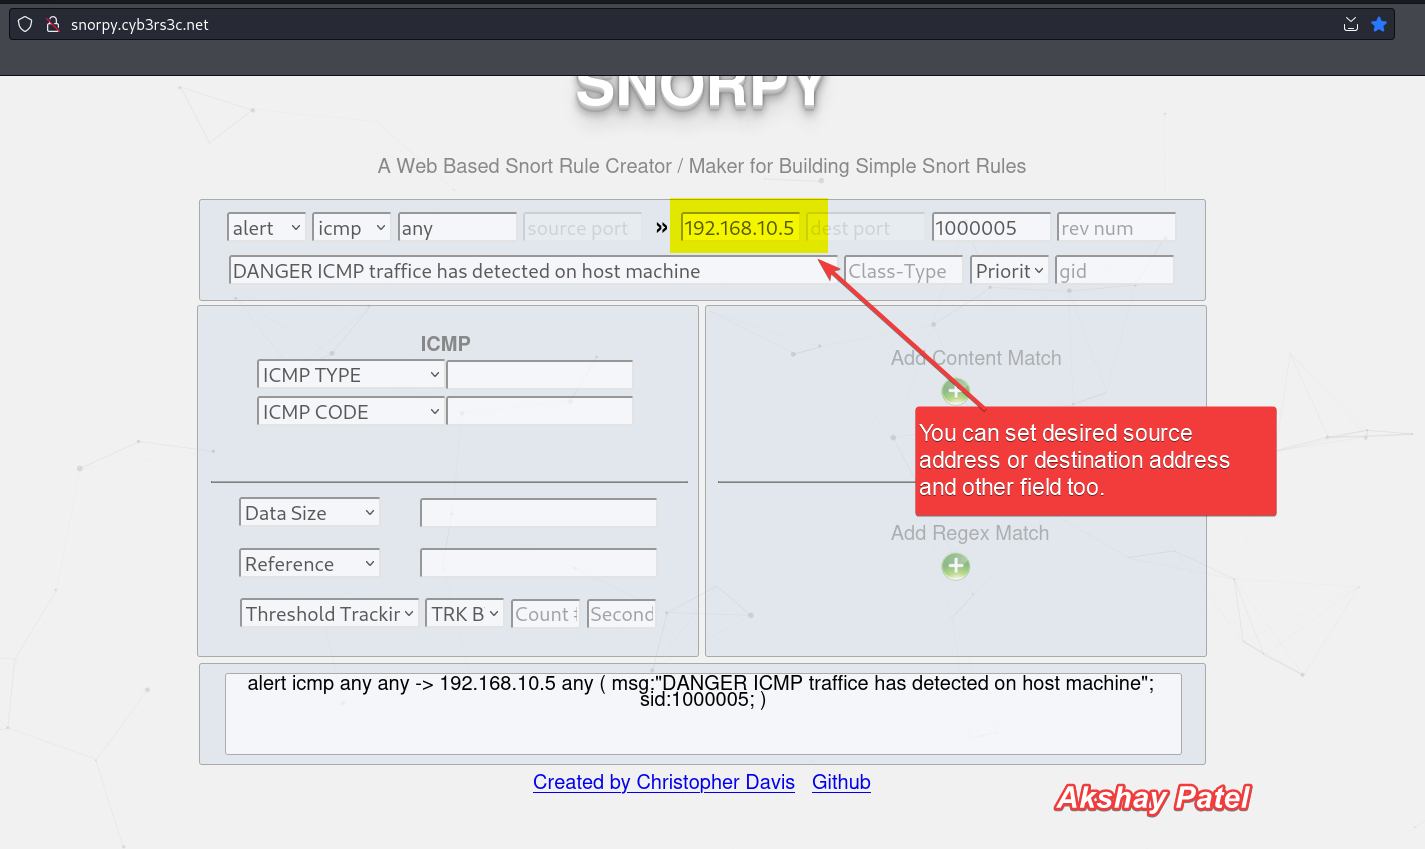 snorpy.cyb3rs3c.net
SNORPY
A Web Based Snort Rule Creator / Maker for Building Simple Snort Rules
alert icmp any source port » 192.168.10.5 dest port 1000005 rev num
DANGER ICMP traffice has detected on host machine Class-Type Priorit gid
ICMP
ICMP TYPE
ICMP CODE
Data Size
Reference
Threshold Trackir TRK B Count # Second
Add Content Match
You can set desired source
address or destination address
and other field too.
Add Regex Match
alert icmp any any -> 192.168.10.5 any ( msg:"DANGER ICMP traffice has detected on host machine";
sid:1000005; )
Created by Christopher Davis Github
Akshay Patel